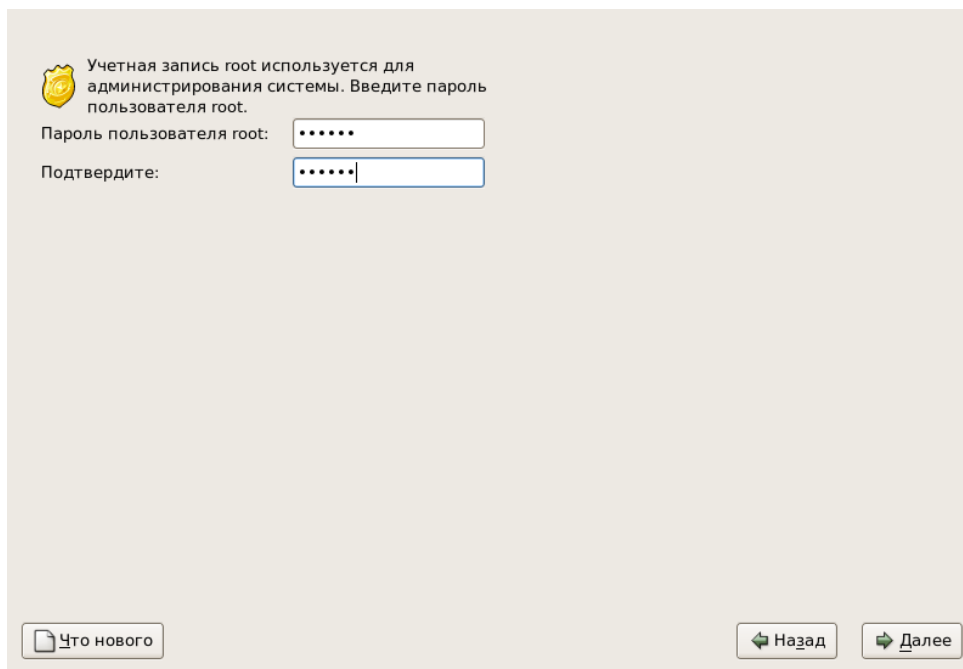 Учетная запись root используется для
администрирования системы. Введите пароль
пользователя root.
Пароль пользователя root: ••••••
Подтвердите: ••••••
Что нового
Назад
Далее